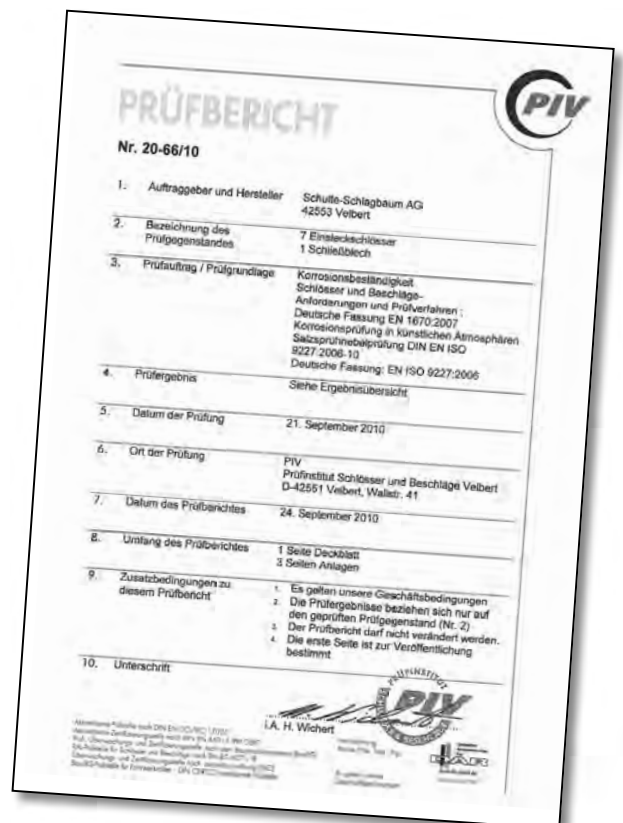 PIV
PRÜFBERICHT
Nr. 20-66/10
1. Auftraggeber und Hersteller Schulte-Schlagbaum AG
42553 Velbert
2. Bezeichnung des Prüfgegenstandes 7 Einsteckschlösser
1 Schließblech
3. Prüfauftrag / Prüfgrundlage Korrosionsbeständigkeit
Schlösser und Beschläge-
Anforderungen und Prüfverfahren :
Deutsche Fassung EN 1670:2007
Korrosionsprüfung in künstlichen Atmosphären
Salzsprühnebelprüfung DIN EN ISO
9227:2006-10
Deutsche Fassung: EN ISO 9227:2006
4. Prüfergebnis Siehe Ergebnisübersicht
5. Datum der Prüfung 21. September 2010
6. Ort der Prüfung PIV
Prüfinstitut Schlösser und Beschläge Velbert
D-42551 Velbert, Wallstr. 41
7. Datum des Prüfberichtes 24. September 2010
8. Umfang des Prüfberichtes 1 Seite Deckblatt
3 Seiten Anlagen
9. Zusatzbedingungen zu diesem Prüfbericht 1. Es gelten unsere Geschäftsbedingungen
2. Die Prüfergebnisse beziehen sich nur auf
den geprüften Prüfgegenstand (Nr. 2)
3. Der Prüfbericht darf nicht verändert werden.
4. Die erste Seite ist zur Veröffentlichung
bestimmt
10. Unterschrift
PRÜFINSTITUT
PIV
i.A. H. Wichert